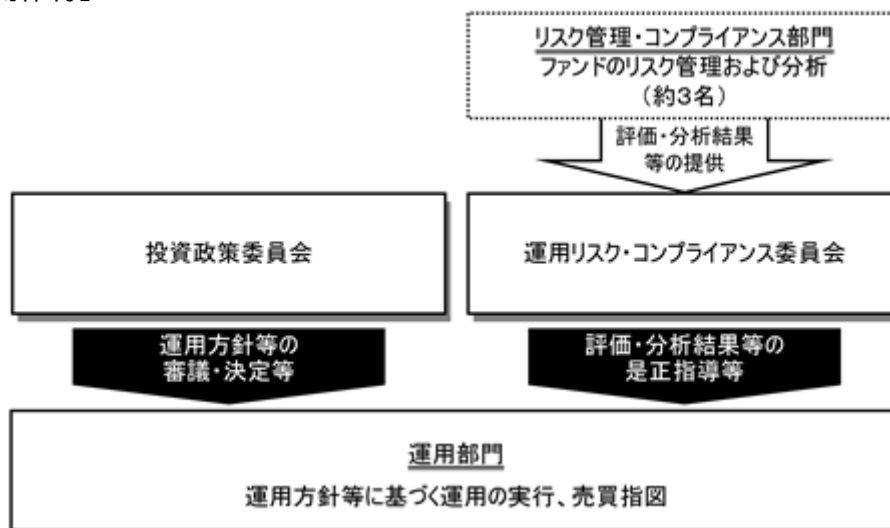 リスク管理・コンプライアンス部門
ファンドのリスク管理および分析
（約３名）
評価・分析結果
等の提供
投資政策委員会
運用リスク・コンプライアンス委員会
運用方針等の
審議・決定等
評価・分析結果等の
是正指導等
運用部門
運用方針等に基づく運用の実行、売買指図